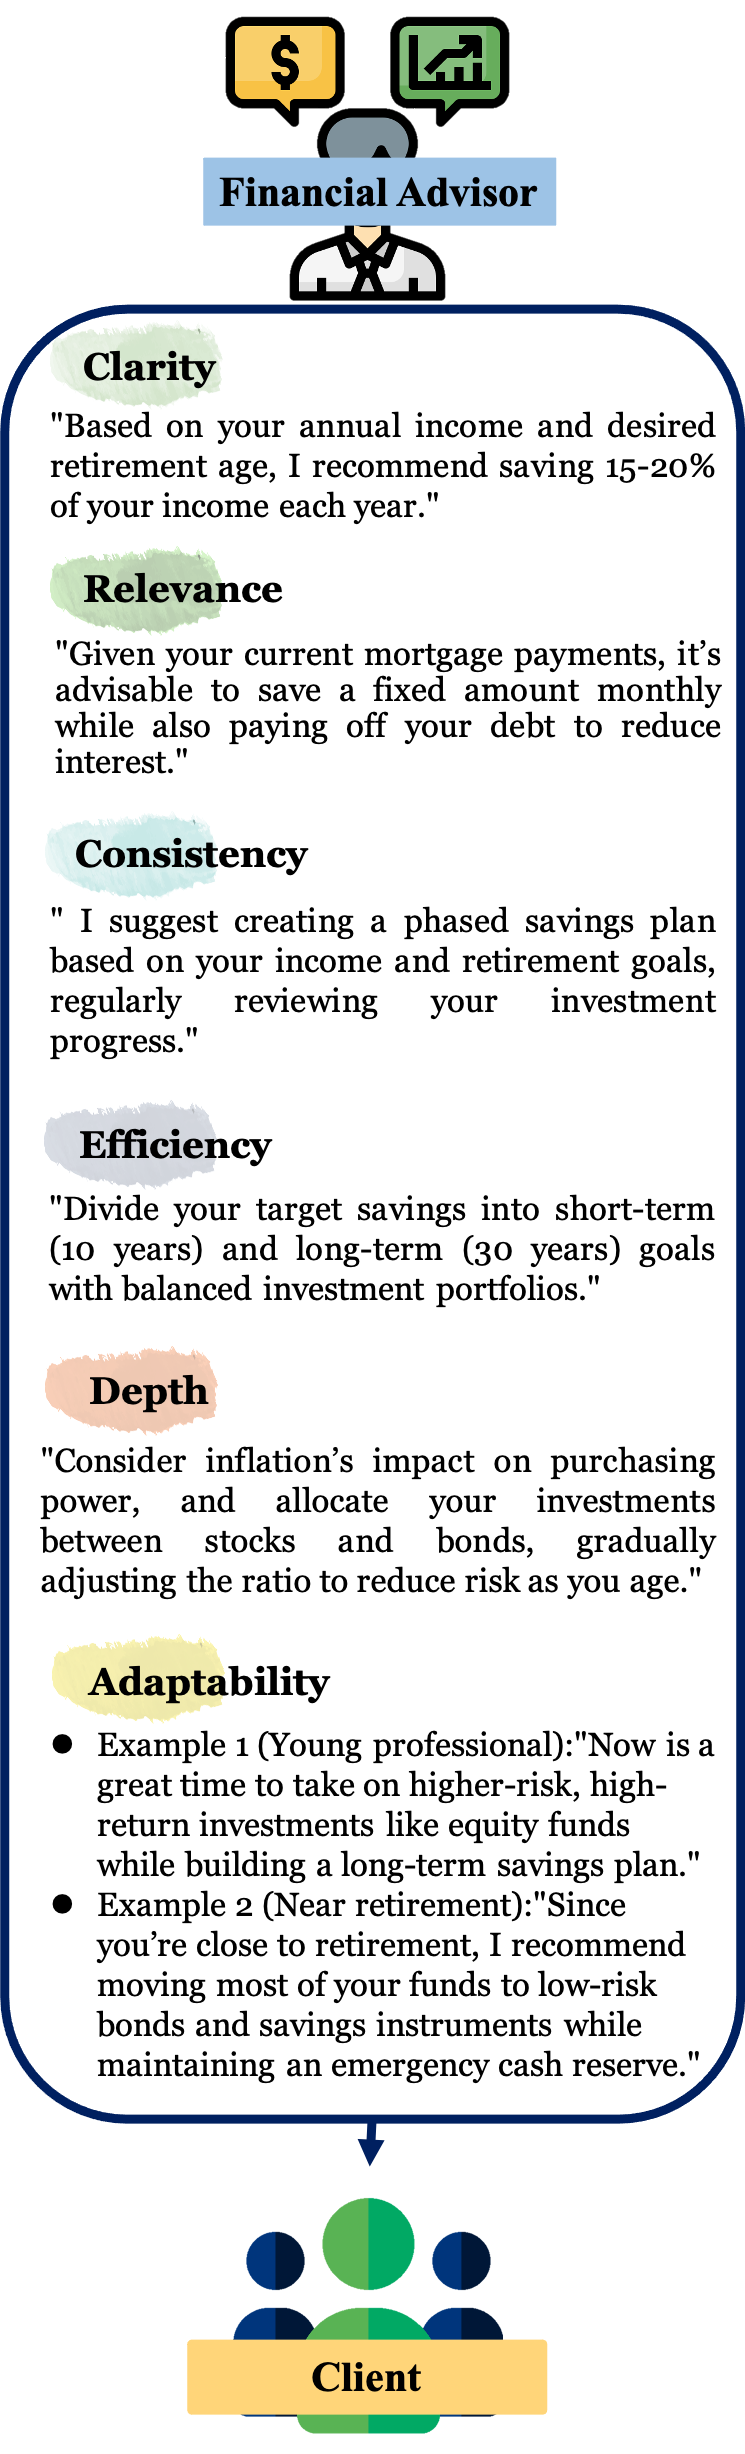 $
Financial Advisor
Clarity
"Based on your annual income and desired
retirement age, I recommend saving 15-20%
of your income each year."
Relevance
"Given your current mortgage payments, it’s
advisable to save a fixed amount monthly
while also paying off your debt to reduce
interest."
Consistency
" I suggest creating a phased savings plan
based on your income and retirement goals,
regularly reviewing your investment
progress."
Efficiency
"Divide your target savings into short-term
(10 years) and long-term (30 years) goals
with balanced investment portfolios."
Depth
"Consider inflation’s impact on purchasing
power, and allocate your investments
between stocks and bonds, gradually
adjusting the ratio to reduce risk as you age."
Adaptability
● Example 1 (Young professional):"Now is a
great time to take on higher-risk, high-
return investments like equity funds
while building a long-term savings plan."
● Example 2 (Near retirement):"Since
you’re close to retirement, I recommend
moving most of your funds to low-risk
bonds and savings instruments while
maintaining an emergency cash reserve."
Client